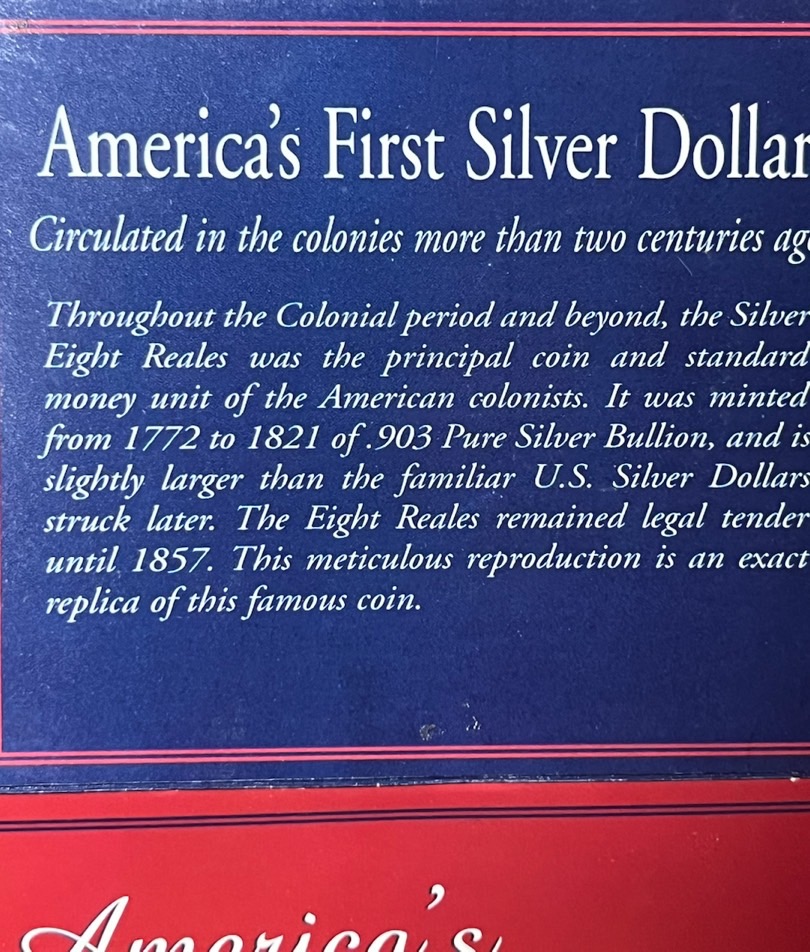 America's First Silver Dollar
Circulated in the colonies more than two centuries ag
Throughout the Colonial period and beyond, the Silver
Eight Reales was the principal coin and standard
money unit of the American colonists. It was minted
from 1772 to 1821 of .903 Pure Silver Bullion, and is
slightly larger than the familiar U.S. Silver Dollars
struck later. The Eight Reales remained legal tender
until 1857. This meticulous reproduction is an exact
replica of this famous coin.
America's